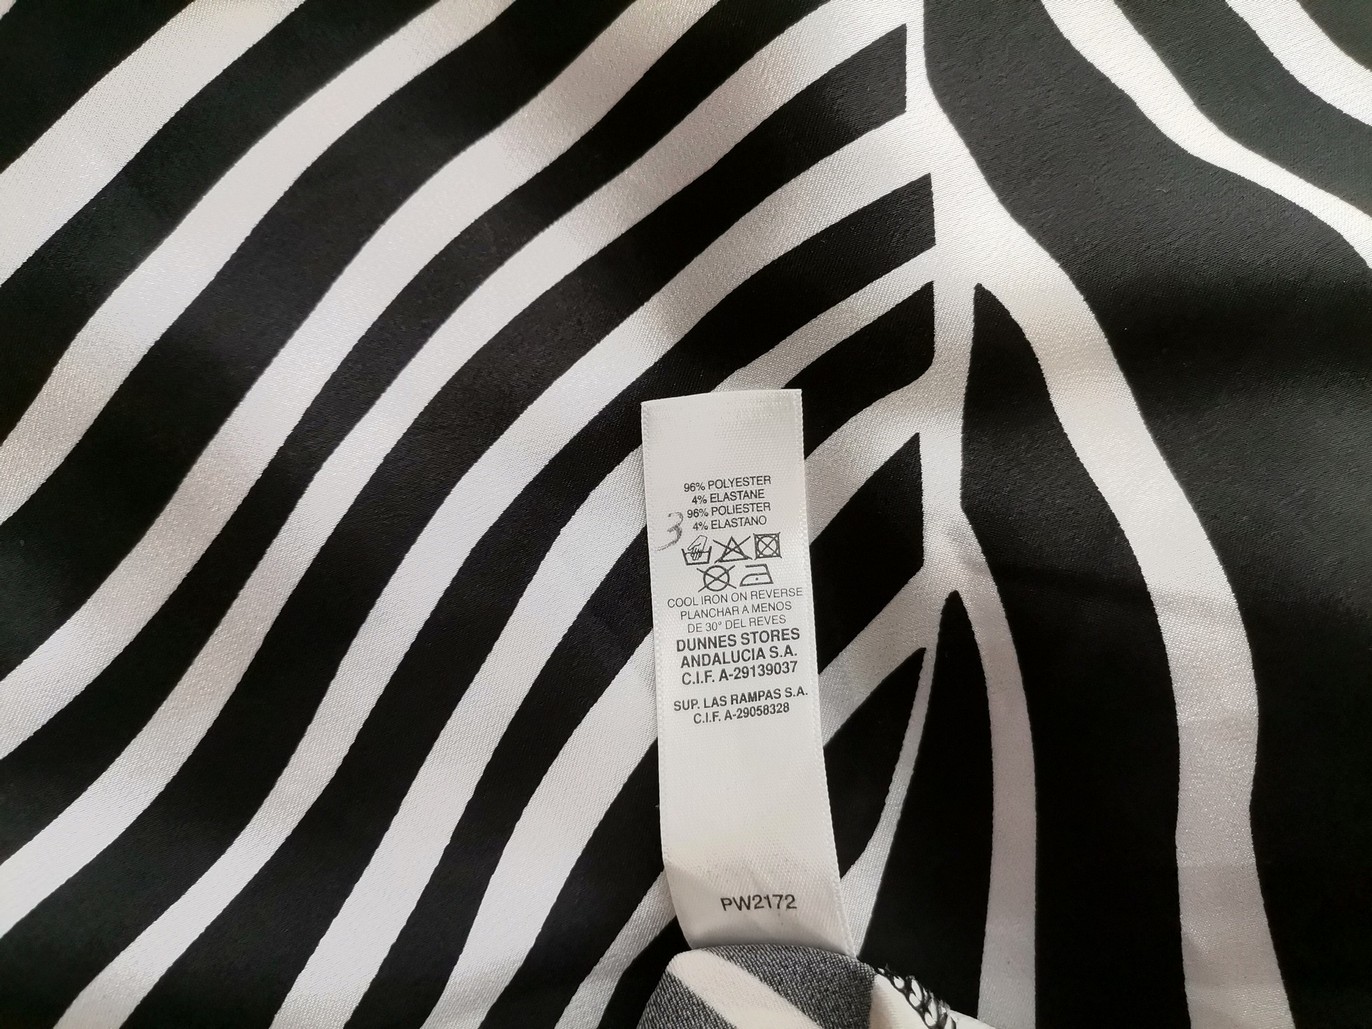 96% POLYESTER
4% ELASTANE
96% POLIESTER
4% ELASTANO
3
COOL IRON ON REVERSE
PLANCHAR A MENOS
DE 30° DEL REVES
DUNNES STORES
ANDALUCIA S.A.
C.I.F. A-29139037
SUP. LAS RAMPAS S.A.
C.I.F. A-29058328
PW2172